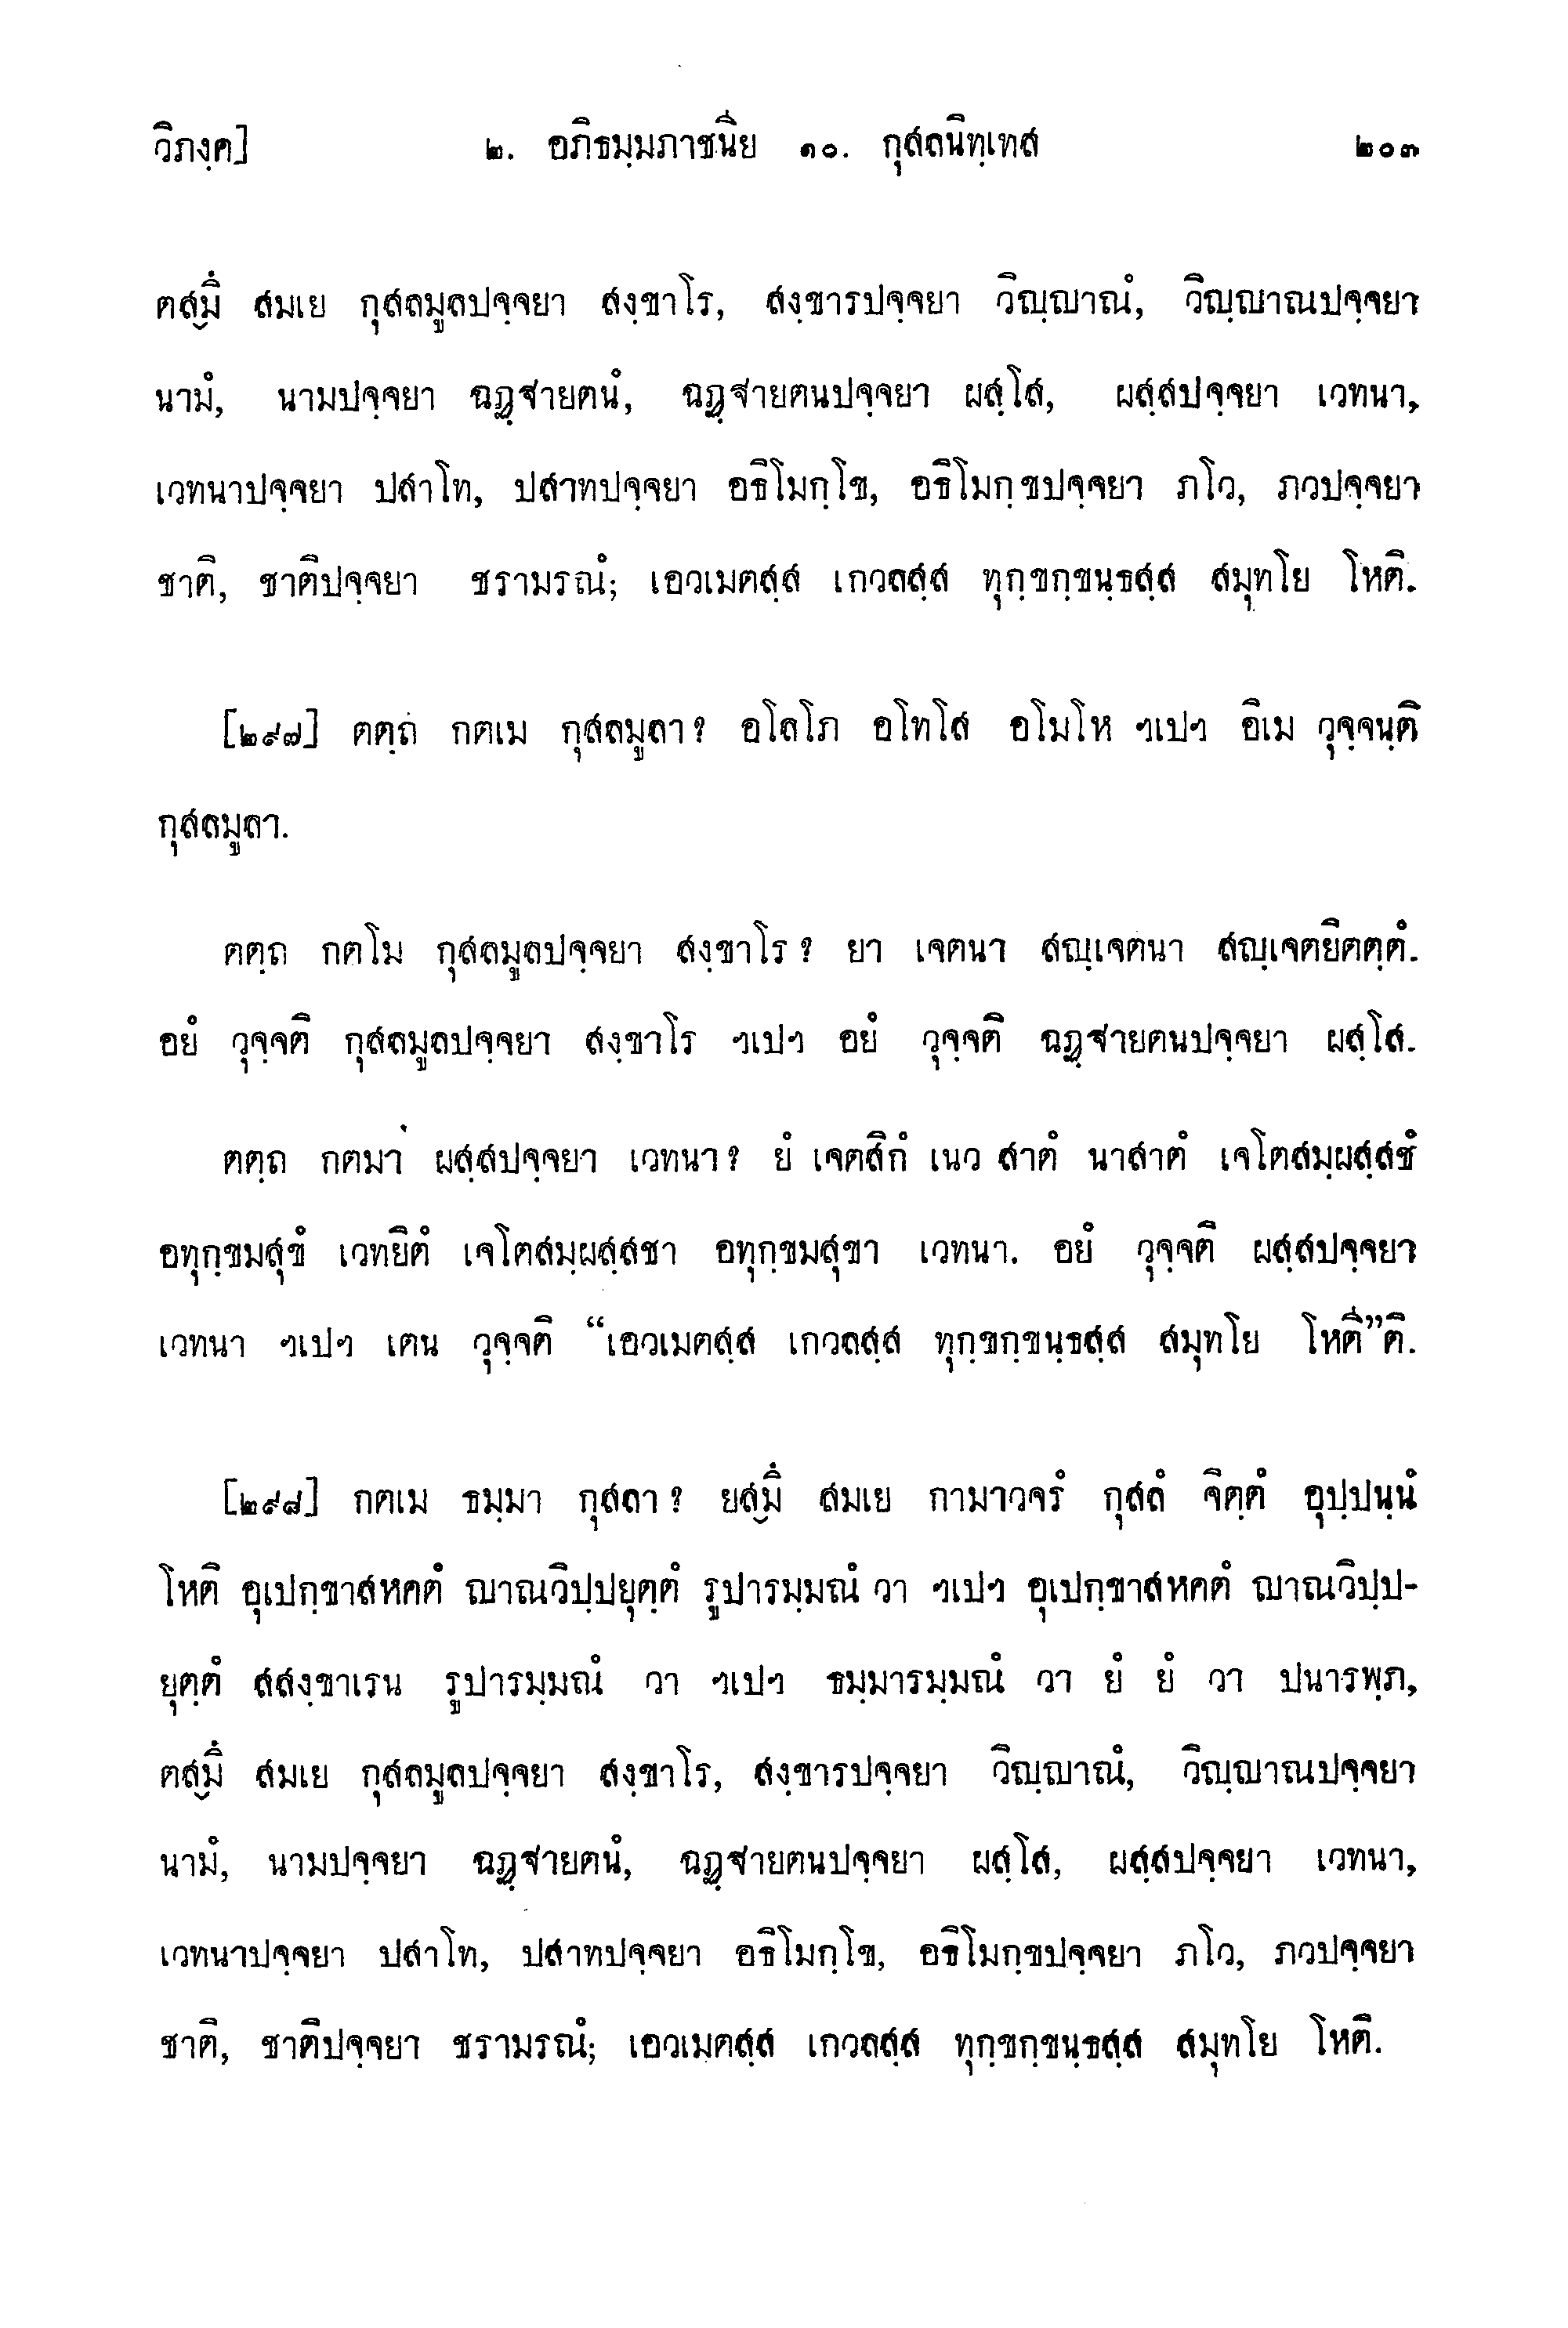 วิภงฺค]   ๒. อภิธมฺมภาชนีย ๑๐. กุสลนิทฺเทส   ๒๐๓
ตสฺมึ สมเย กุสลมูลปจฺจยา สงฺขาโร, สงฺขารปจฺจยา วิญฺญาณํ, วิญฺญาณปจฺจยา
นามํ, นามปจฺจยา ฉฏฺฐายตนํ, ฉฏฺฐายตนปจฺจยา ผสฺโส, ผสฺสปจฺจยา เวทนา,
เวทนาปจฺจยา ปสาโท, ปสาทปจฺจยา อธิโมกฺโข, อธิโมกฺขปจฺจยา ภโว, ภวปจฺจยา
ชาติ, ชาติปจฺจยา ชรามรณํ; เอวเมตสฺส เกวลสฺส ทุกฺขกฺขนฺธสฺส สมุทโย โหติ.
[๒๙๗] ตตฺถ กตเม กุสลมูลา? อโลโภ อโทโส อโมโห ฯเปฯ อิเม วุจฺจนฺติ
กุสลมูลา.
ตตฺถ กตโม กุสลมูลปจฺจยา สงฺขาโร? ยา เจตนา สญฺเจตนา สญฺเจตยิตตฺตํ.
อยํ วุจฺจติ กุสลมูลปจฺจยา สงฺขาโร ฯเปฯ อยํ วุจฺจติ ฉฏฺฐายตนปจฺจยา ผสฺโส.
ตตฺถ กตมา ผสฺสปจฺจยา เวทนา? ยํ เจตสิกํ เนว สาตํ นาสาตํ เจโตสมฺผสฺสชํ
อทุกฺขมสุขํ เวทยิตํ เจโตสมฺผสฺสชา อทุกฺขมสุขา เวทนา. อยํ วุจฺจติ ผสฺสปจฺจยา
เวทนา ฯเปฯ เตน วุจฺจติ “เอวเมตสฺส เกวลสฺส ทุกฺขกฺขนฺธสฺส สมุทโย โหตี”ติ.
[๒๙๘] กตเม ธมฺมา กุสลา? ยสฺมึ สมเย กามาวจรํ กุสลํ จิตฺตํ อุปฺปนฺนํ
โหติ อุเปกฺขาสหคตํ ญาณวิปฺปยุตฺตํ รูปารมฺมณํ วา ฯเปฯ อุเปกฺขาสหคตํ ญาณวิปฺป-
ยุตฺตํ สสงฺขาเรน รูปารมฺมณํ วา ฯเปฯ ธมฺมารมฺมณํ วา ยํ ยํ วา ปนารพฺภ,
ตสฺมึ สมเย กุสลมูลปจฺจยา สงฺขาโร, สงฺขารปจฺจยา วิญฺญาณํ, วิญฺญาณปจฺจยา
นามํ, นามปจฺจยา ฉฏฺฐายตนํ, ฉฏฺฐายตนปจฺจยา ผสฺโส, ผสฺสปจฺจยา เวทนา,
เวทนาปจฺจยา ปสาโท, ปสาทปจฺจยา อธิโมกฺโข, อธิโมกฺขปจฺจยา ภโว, ภวปจฺจยา
ชาติ, ชาติปจฺจยา ชรามรณํ; เอวเมตสฺส เกวลสฺส ทุกฺขกฺขนฺธสฺส สมุทโย โหติ.